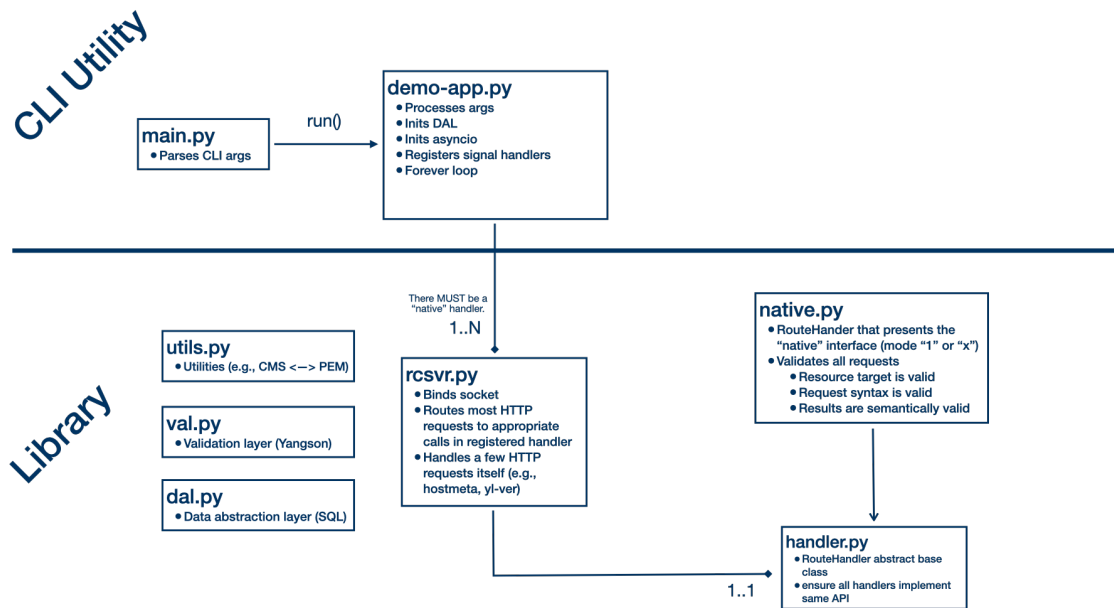 CLI Utility
main.py
• Parses CLI args
run()
demo-app.py
• Processes args
• Inits DAL
• Inits asyncio
• Registers signal handlers
• Forever loop
Library
There MUST be a
“native” handler.
1..N
utils.py
• Utilities (e.g., CMS <—> PEM)
val.py
• Validation layer (Yangson)
dal.py
• Data abstraction layer (SQL)
rcsvr.py
• Binds socket
• Routes most HTTP
requests to appropriate
calls in registered handler
• Handles a few HTTP
requests itself (e.g.,
hostmeta, yl-ver)
native.py
• RouteHander that presents the
“native” interface (mode “1” or “x”)
• Validates all requests
• Resource target is valid
• Request syntax is valid
• Results are semantically valid
1..1
handler.py
• RouteHandler abstract base
class
• ensure all handlers implement
same API